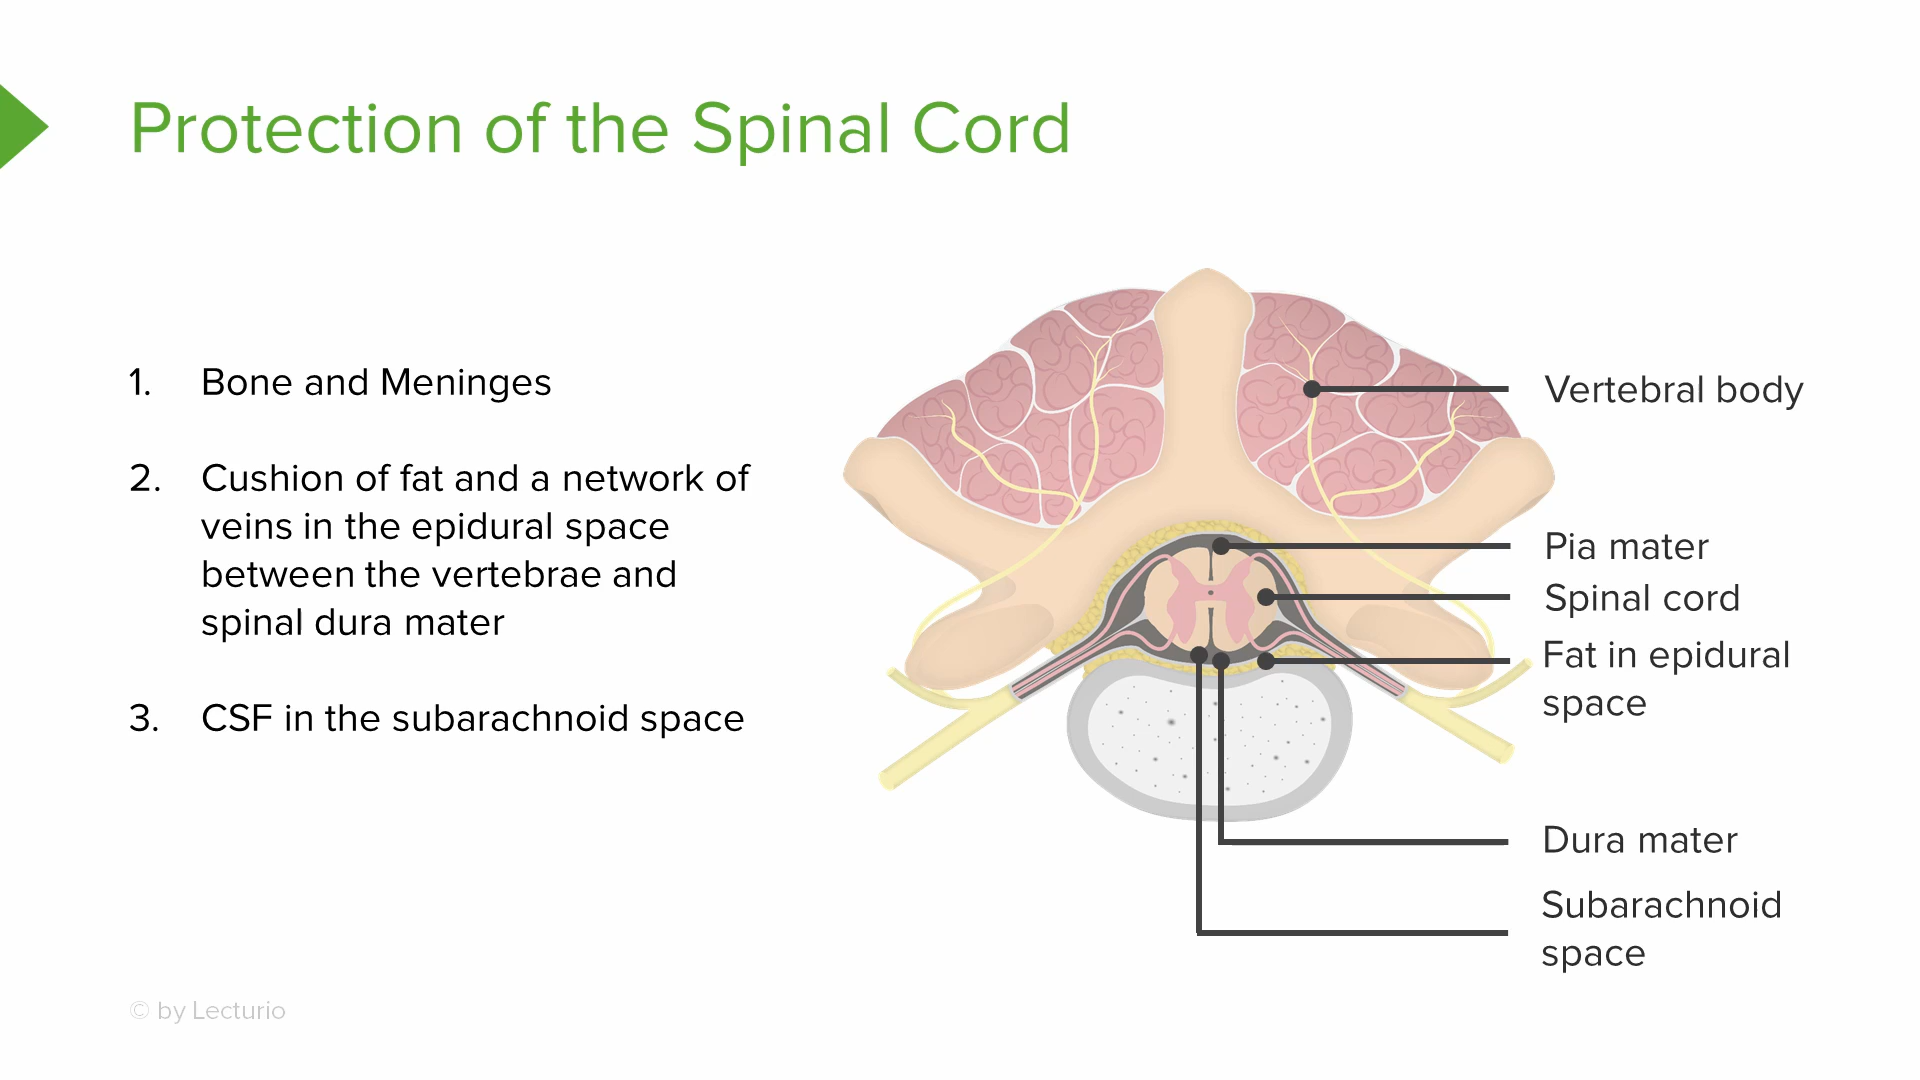 Protection of the Spinal Cord
1. Bone and Meninges
2. Cushion of fat and a network of
veins in the epidural space
between the vertebrae and
spinal dura mater
3. CSF in the subarachnoid space
Vertebral body
Pia mater
Spinal cord
Fat in epidural
space
Dura mater
Subarachnoid
space
© by Lecturio